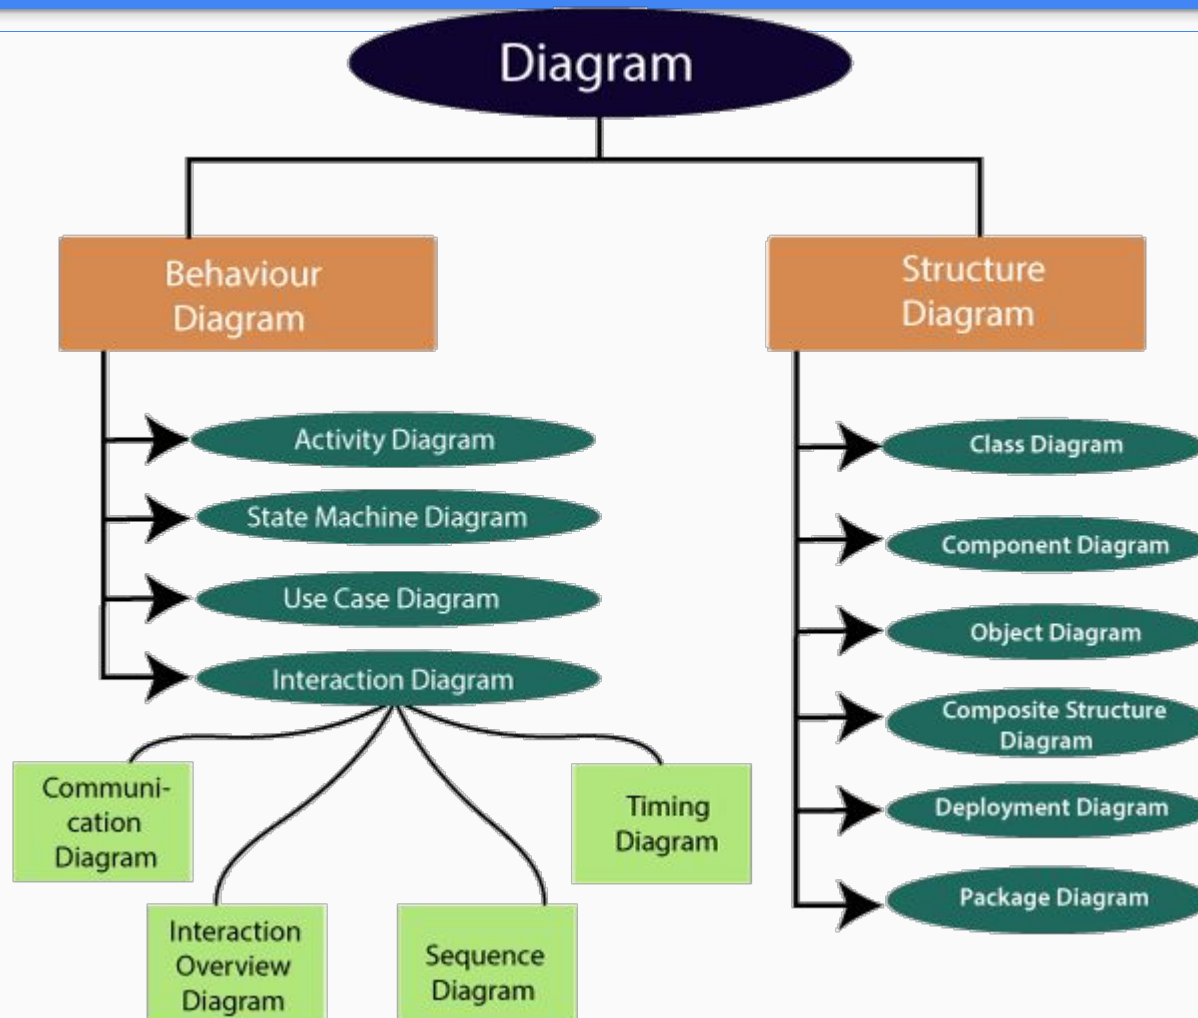 Diagram
Behaviour
Diagram
Structure
Diagram
Activity Diagram
State Machine Diagram
Use Case Diagram
Interaction Diagram
Communi-
cation
Diagram
Interaction
Overview
Diagram
Sequence
Diagram
Timing
Diagram
Class Diagram
Component Diagram
Object Diagram
Composite Structure
Diagram
Deployment Diagram
Package Diagram